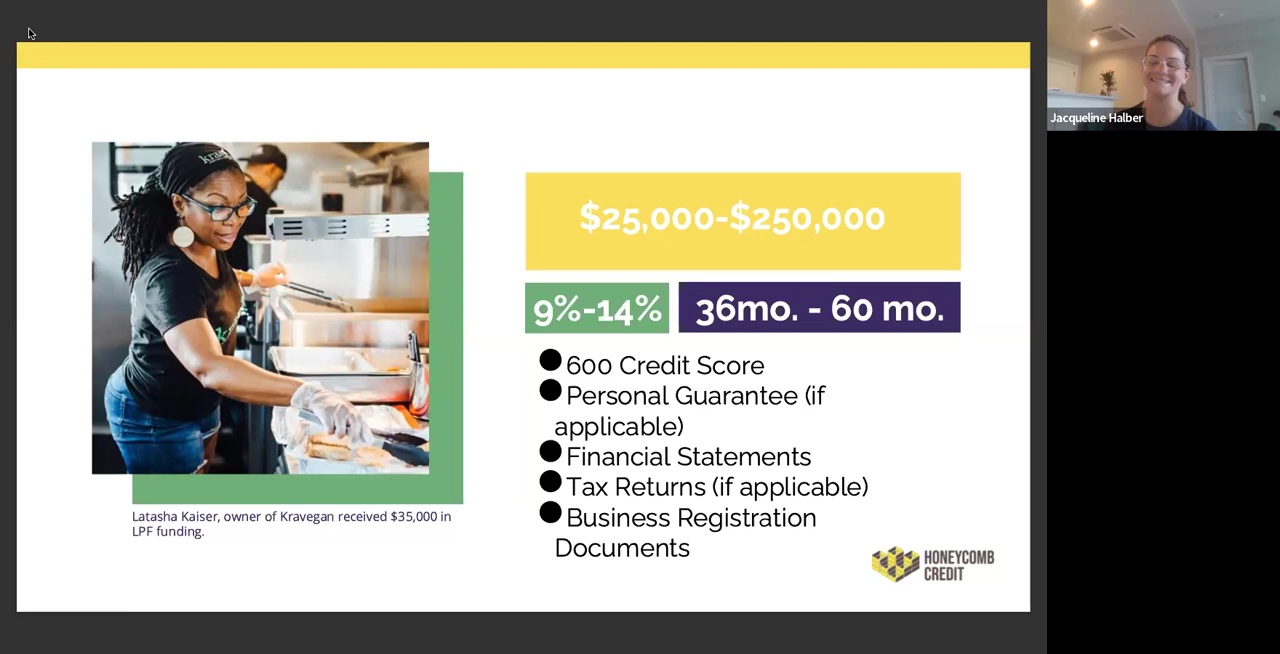 Jacqueline Halber
$25,000-$250,000
9%-14%
36mo. - 60 mo.
600 Credit Score
Personal Guarantee (if
applicable)
Financial Statements
Tax Returns (if applicable)
Business Registration
Documents
Latasha Kaiser, owner of Kravegan received $35,000 in
LPF funding.
HONEYCOMB
CREDIT